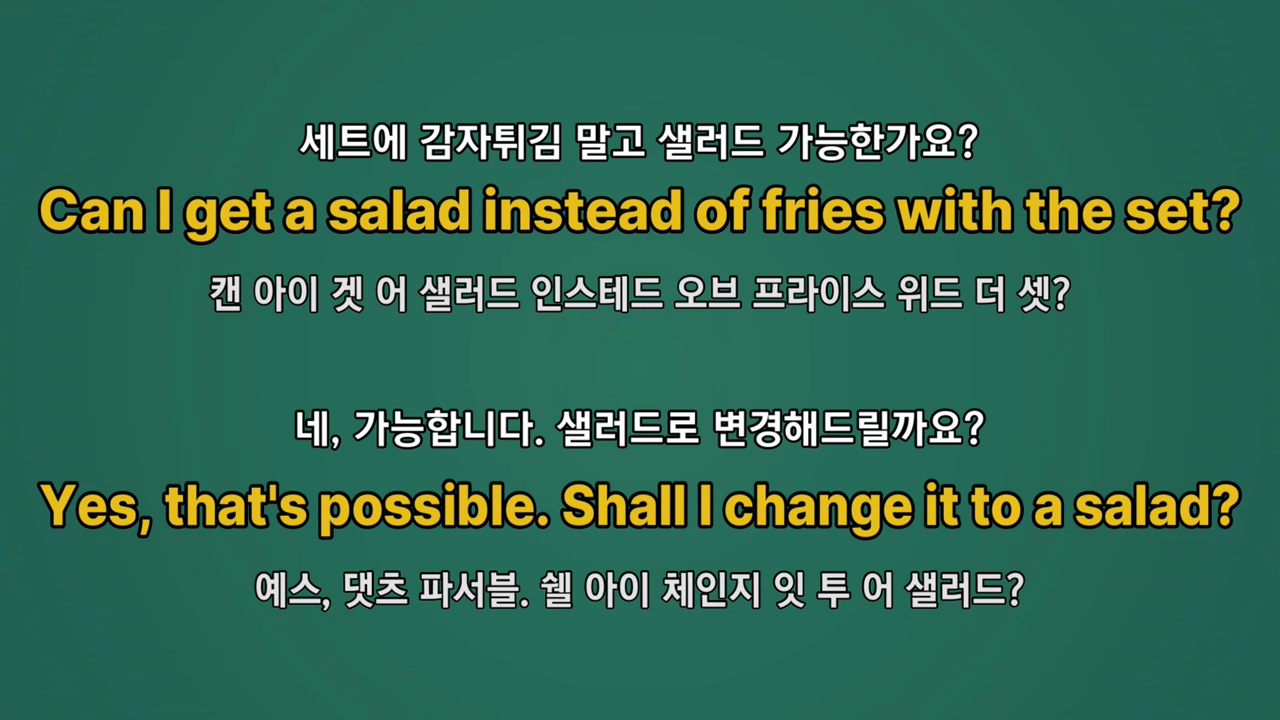 세트에 감자튀김 말고 샐러드 가능한가요?
Can I get a salad instead of fries with the set?
캔 아이 겟 어 샐러드 인스테드 오브 프라이스 위드 더 셋?
네, 가능합니다. 샐러드로 변경해드릴까요?
Yes, that's possible. Shall I change it to a salad?
예스, 댓츠 파서블. 쉘 아이 체인지 잇 투 어 샐러드?